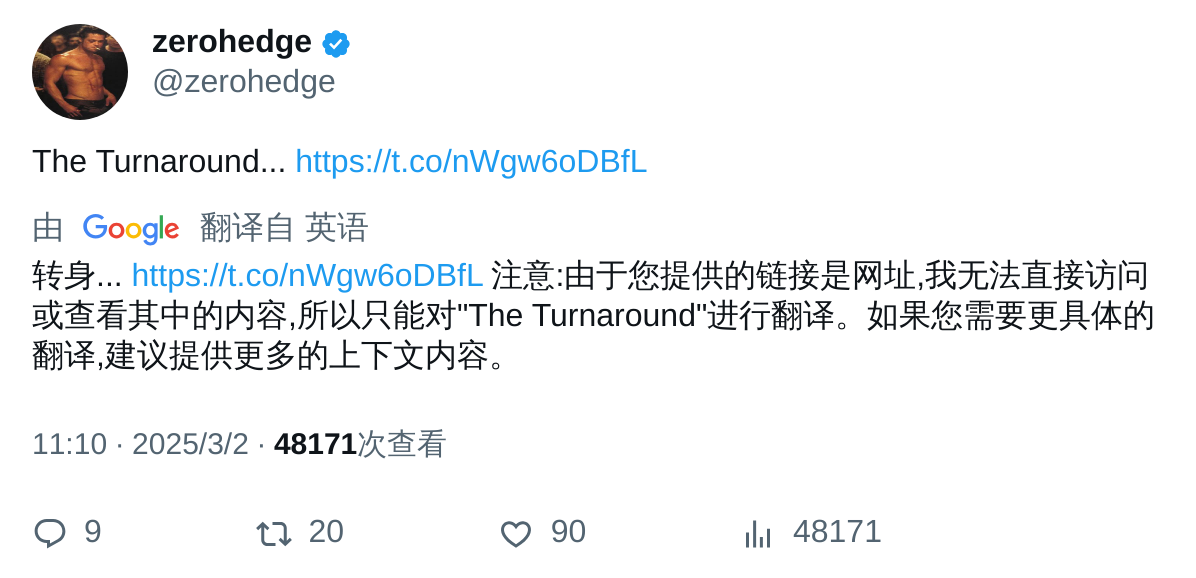 zerohedge
@zerohedge
The Turnaround... https://t.co/nWgw6oDBfL
由 Google 翻译自 英语
转身... https://t.co/nWgw6oDBfL 注意:由于您提供的链接是网址,我无法直接访问
或查看其中的内容,所以只能对"The Turnaround"进行翻译。如果您需要更具体的
翻译,建议提供更多的上下文内容。
11:10 · 2025/3/2 · 48171次查看
9 20 90 48171